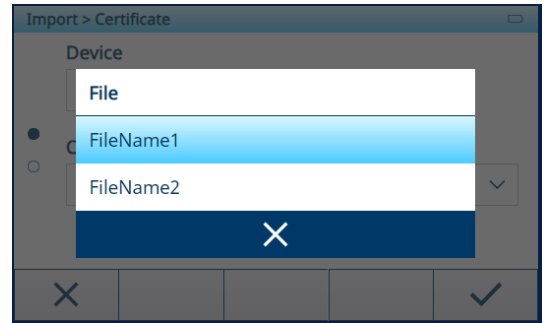 Import > Certificate
Device
File
FileName1
C
FileName2